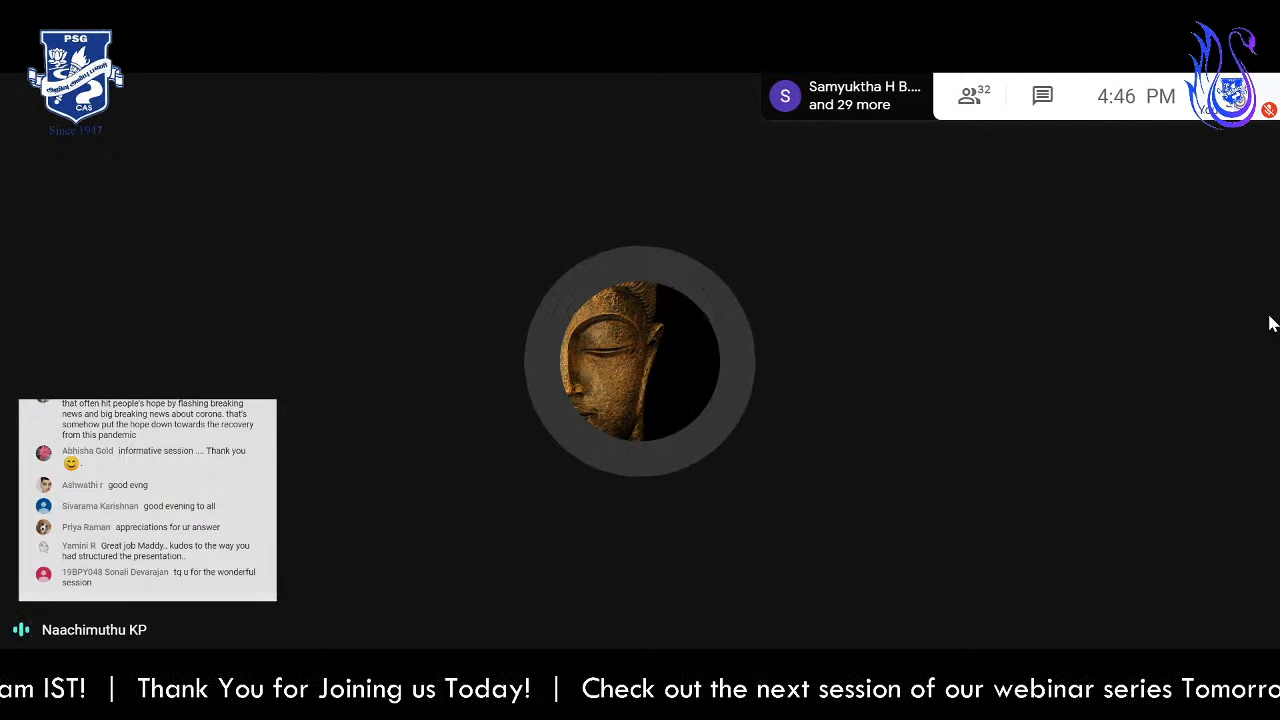 PSG
CAS
Since 1947
Samyuktha H B....
and 29 more
32
4:46 PM
that often hit people's hope by flashing breaking
news and big breaking news about corona. that's
somehow put the hope down towards the recovery
from this pandemic
Abhisha Gold informative session .... Thank you
😊.
Ashwathi r good evng
Sivarama Karishnan good evening to all
Priya Raman appreciations for ur answer
Yamini R Great job Maddy.. kudos to the way you
had structured the presentation..
19BPY048 Sonali Devarajan tq u for the wonderful
session
Naachimuthu KP
am IST! | Thank You for Joining us Today! | Check out the next session of our webinar series Tomorro